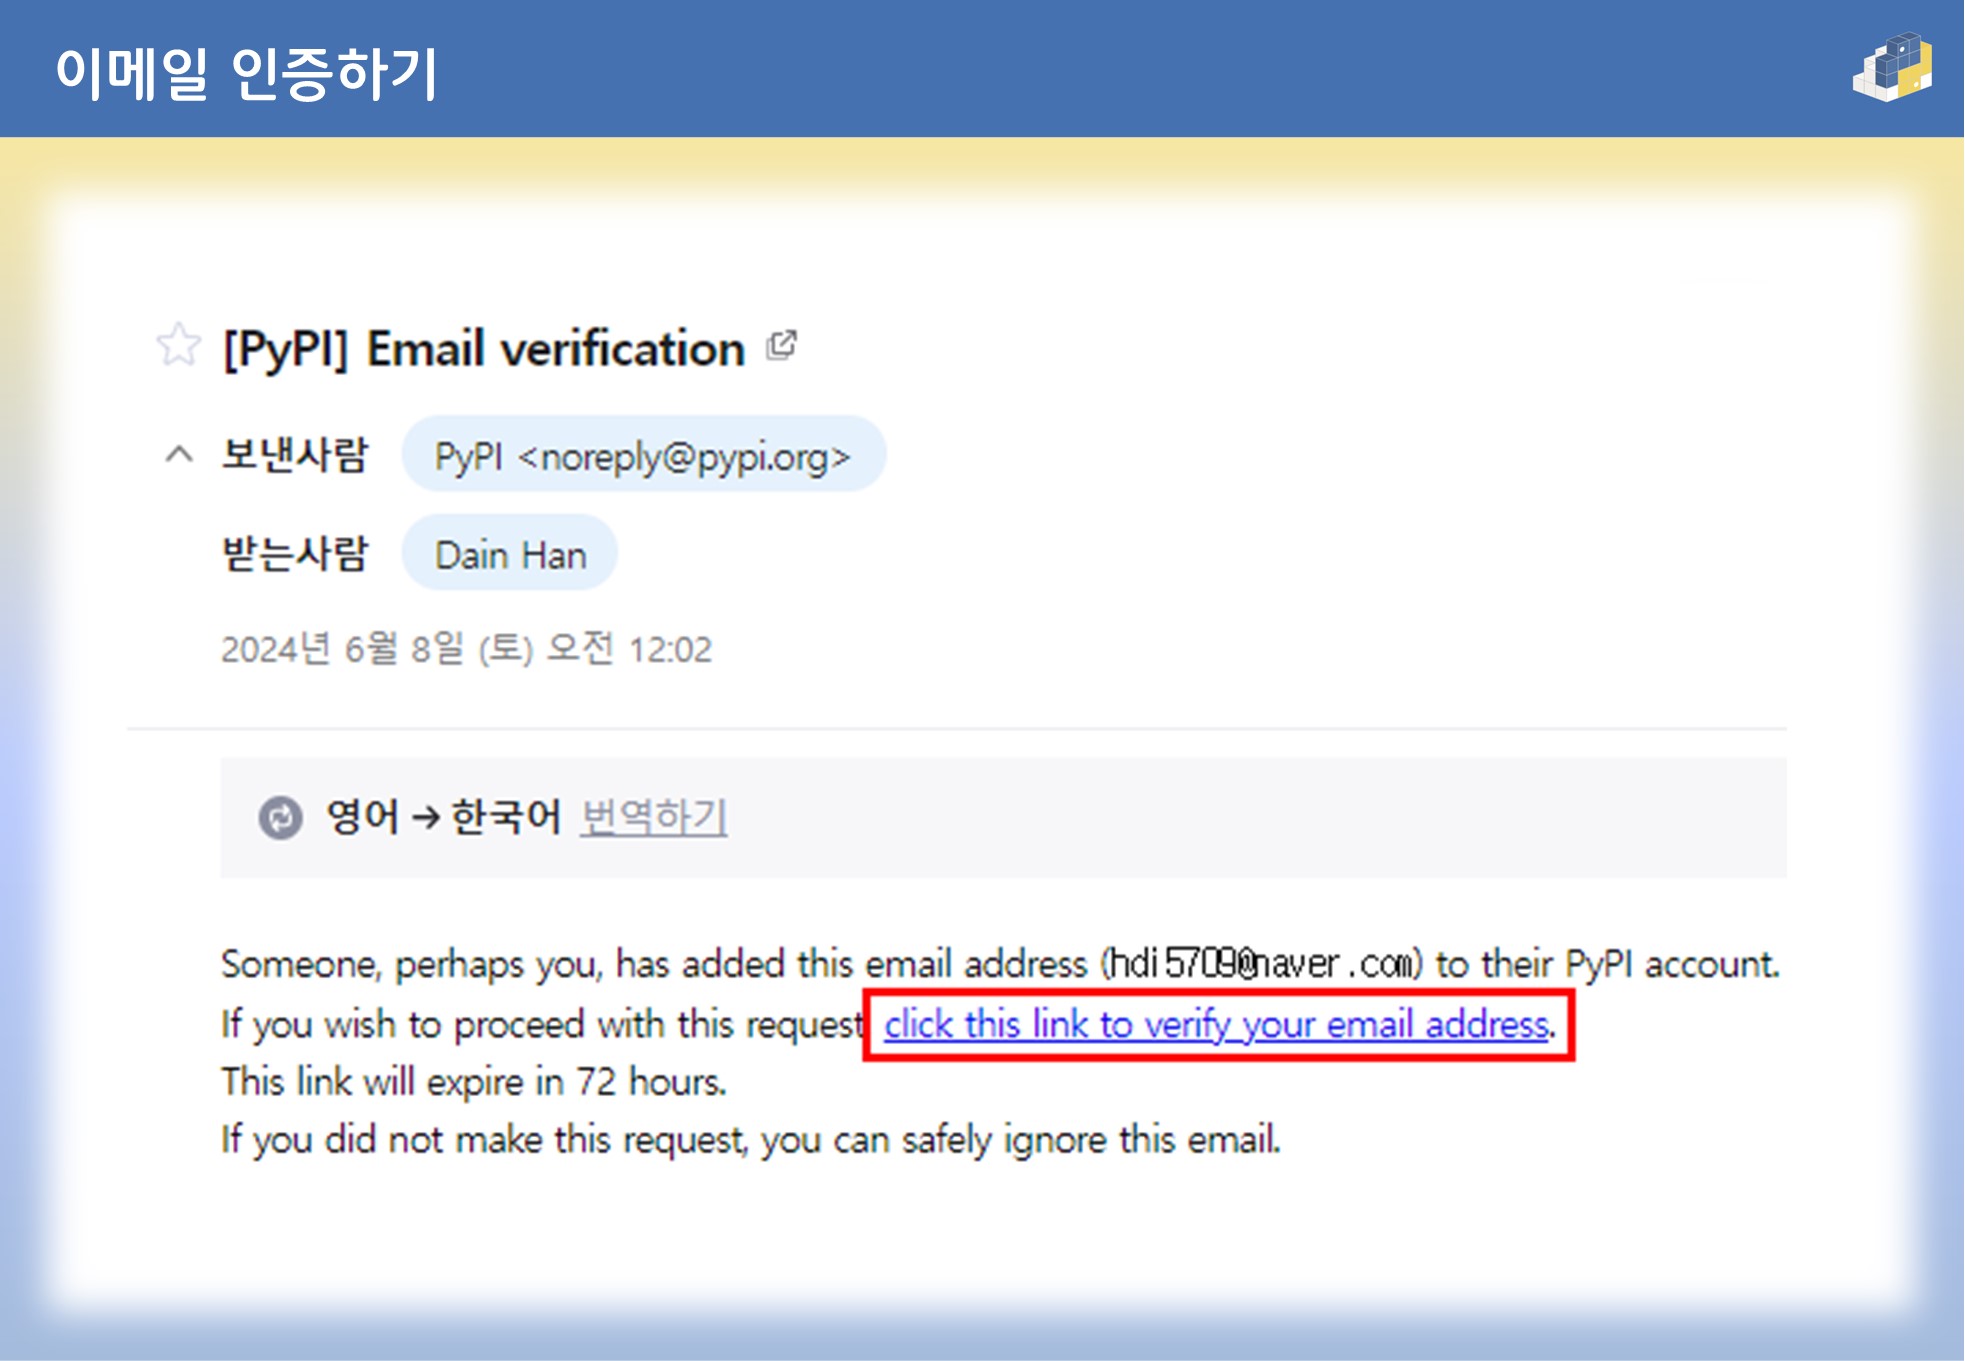 이메일 인증하기
[PyPI] Email verification
보낸사람 PyPI <noreply@pypi.org>
받는사람 Dain Han
2024년 6월 8일 (토) 오전 12:02
영어 → 한국어 번역하기
Someone, perhaps you, has added this email address (hdi5709@naver.com) to their PyPI account.
If you wish to proceed with this request click this link to verify your email address.
This link will expire in 72 hours.
If you did not make this request, you can safely ignore this email.